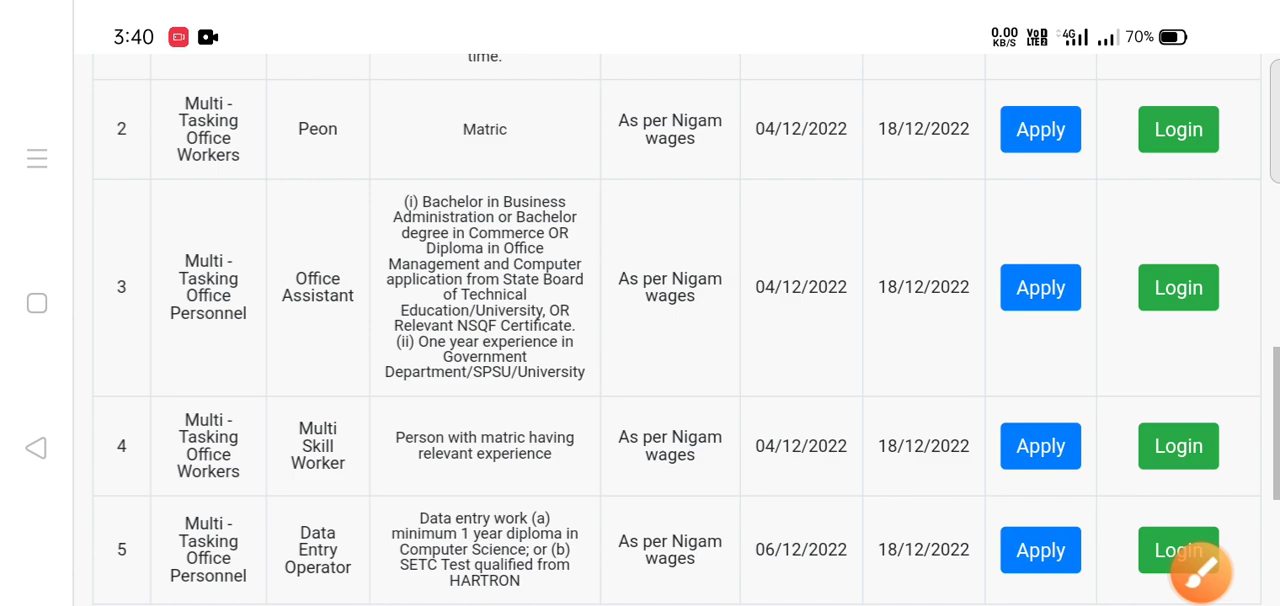 3:40
0.00 KB/S
VoD LTE2
4G
70%
time.
2
Multi -
Tasking
Office
Workers
Peon
Matric
As per Nigam
wages
04/12/2022
18/12/2022
Apply
Login
3
Multi -
Tasking
Office
Personnel
Office
Assistant
(i) Bachelor in Business
Administration or Bachelor
degree in Commerce OR
Diploma in Office
Management and Computer
application from State Board
of Technical
Education/University, OR
Relevant NSQF Certificate.
(ii) One year experience in
Government
Department/SPSU/University
As per Nigam
wages
04/12/2022
18/12/2022
Apply
Login
4
Multi -
Tasking
Office
Workers
Multi
Skill
Worker
Person with matric having
relevant experience
As per Nigam
wages
04/12/2022
18/12/2022
Apply
Login
5
Multi -
Tasking
Office
Personnel
Data
Entry
Operator
Data entry work (a)
minimum 1 year diploma in
Computer Science; or (b)
SETC Test qualified from
HARTRON
As per Nigam
wages
06/12/2022
18/12/2022
Apply
Login